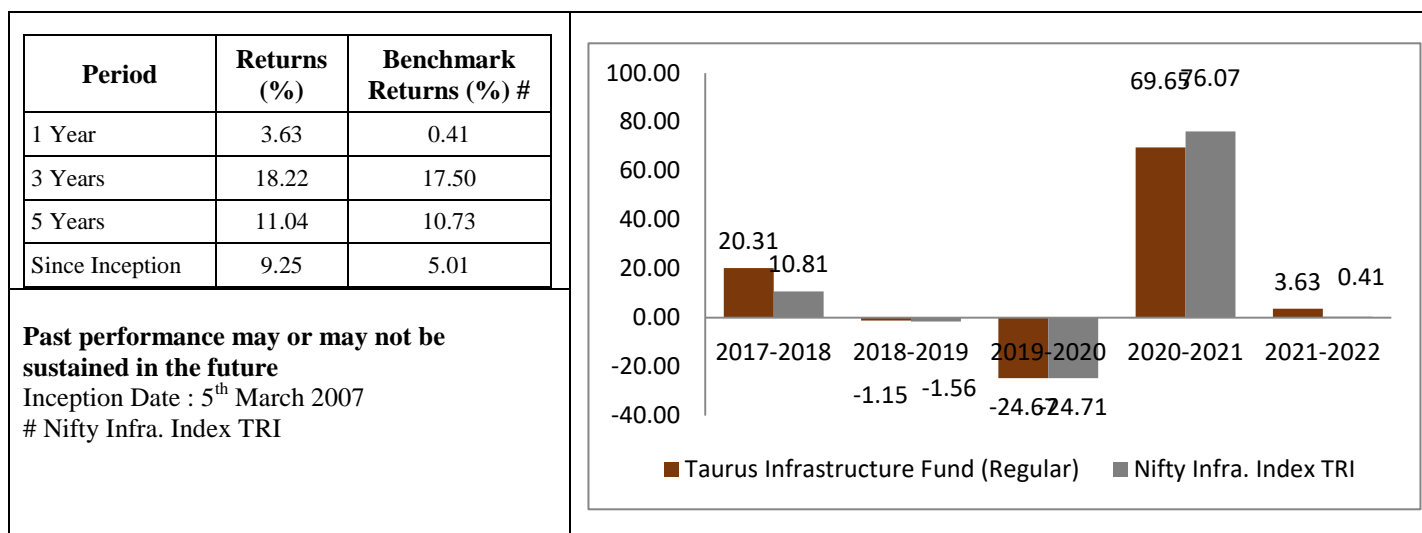 Period Returns (%) Benchmark Returns (%) #
1 Year 3.63 0.41
3 Years 18.22 17.50
5 Years 11.04 10.73
Since Inception 9.25 5.01
Past performance may or may not be
sustained in the future
Inception Date : 5th March 2007
# Nifty Infra. Index TRI
100.00
80.00
60.00
40.00
20.00
0.00
-20.00
-40.00
20.31 10.81
-1.15 -1.56
-24.67 -24.71
69.65 76.07
3.63 0.41
2017-2018 2018-2019 2019-2020 2020-2021 2021-2022
Taurus Infrastructure Fund (Regular) Nifty Infra. Index TRI